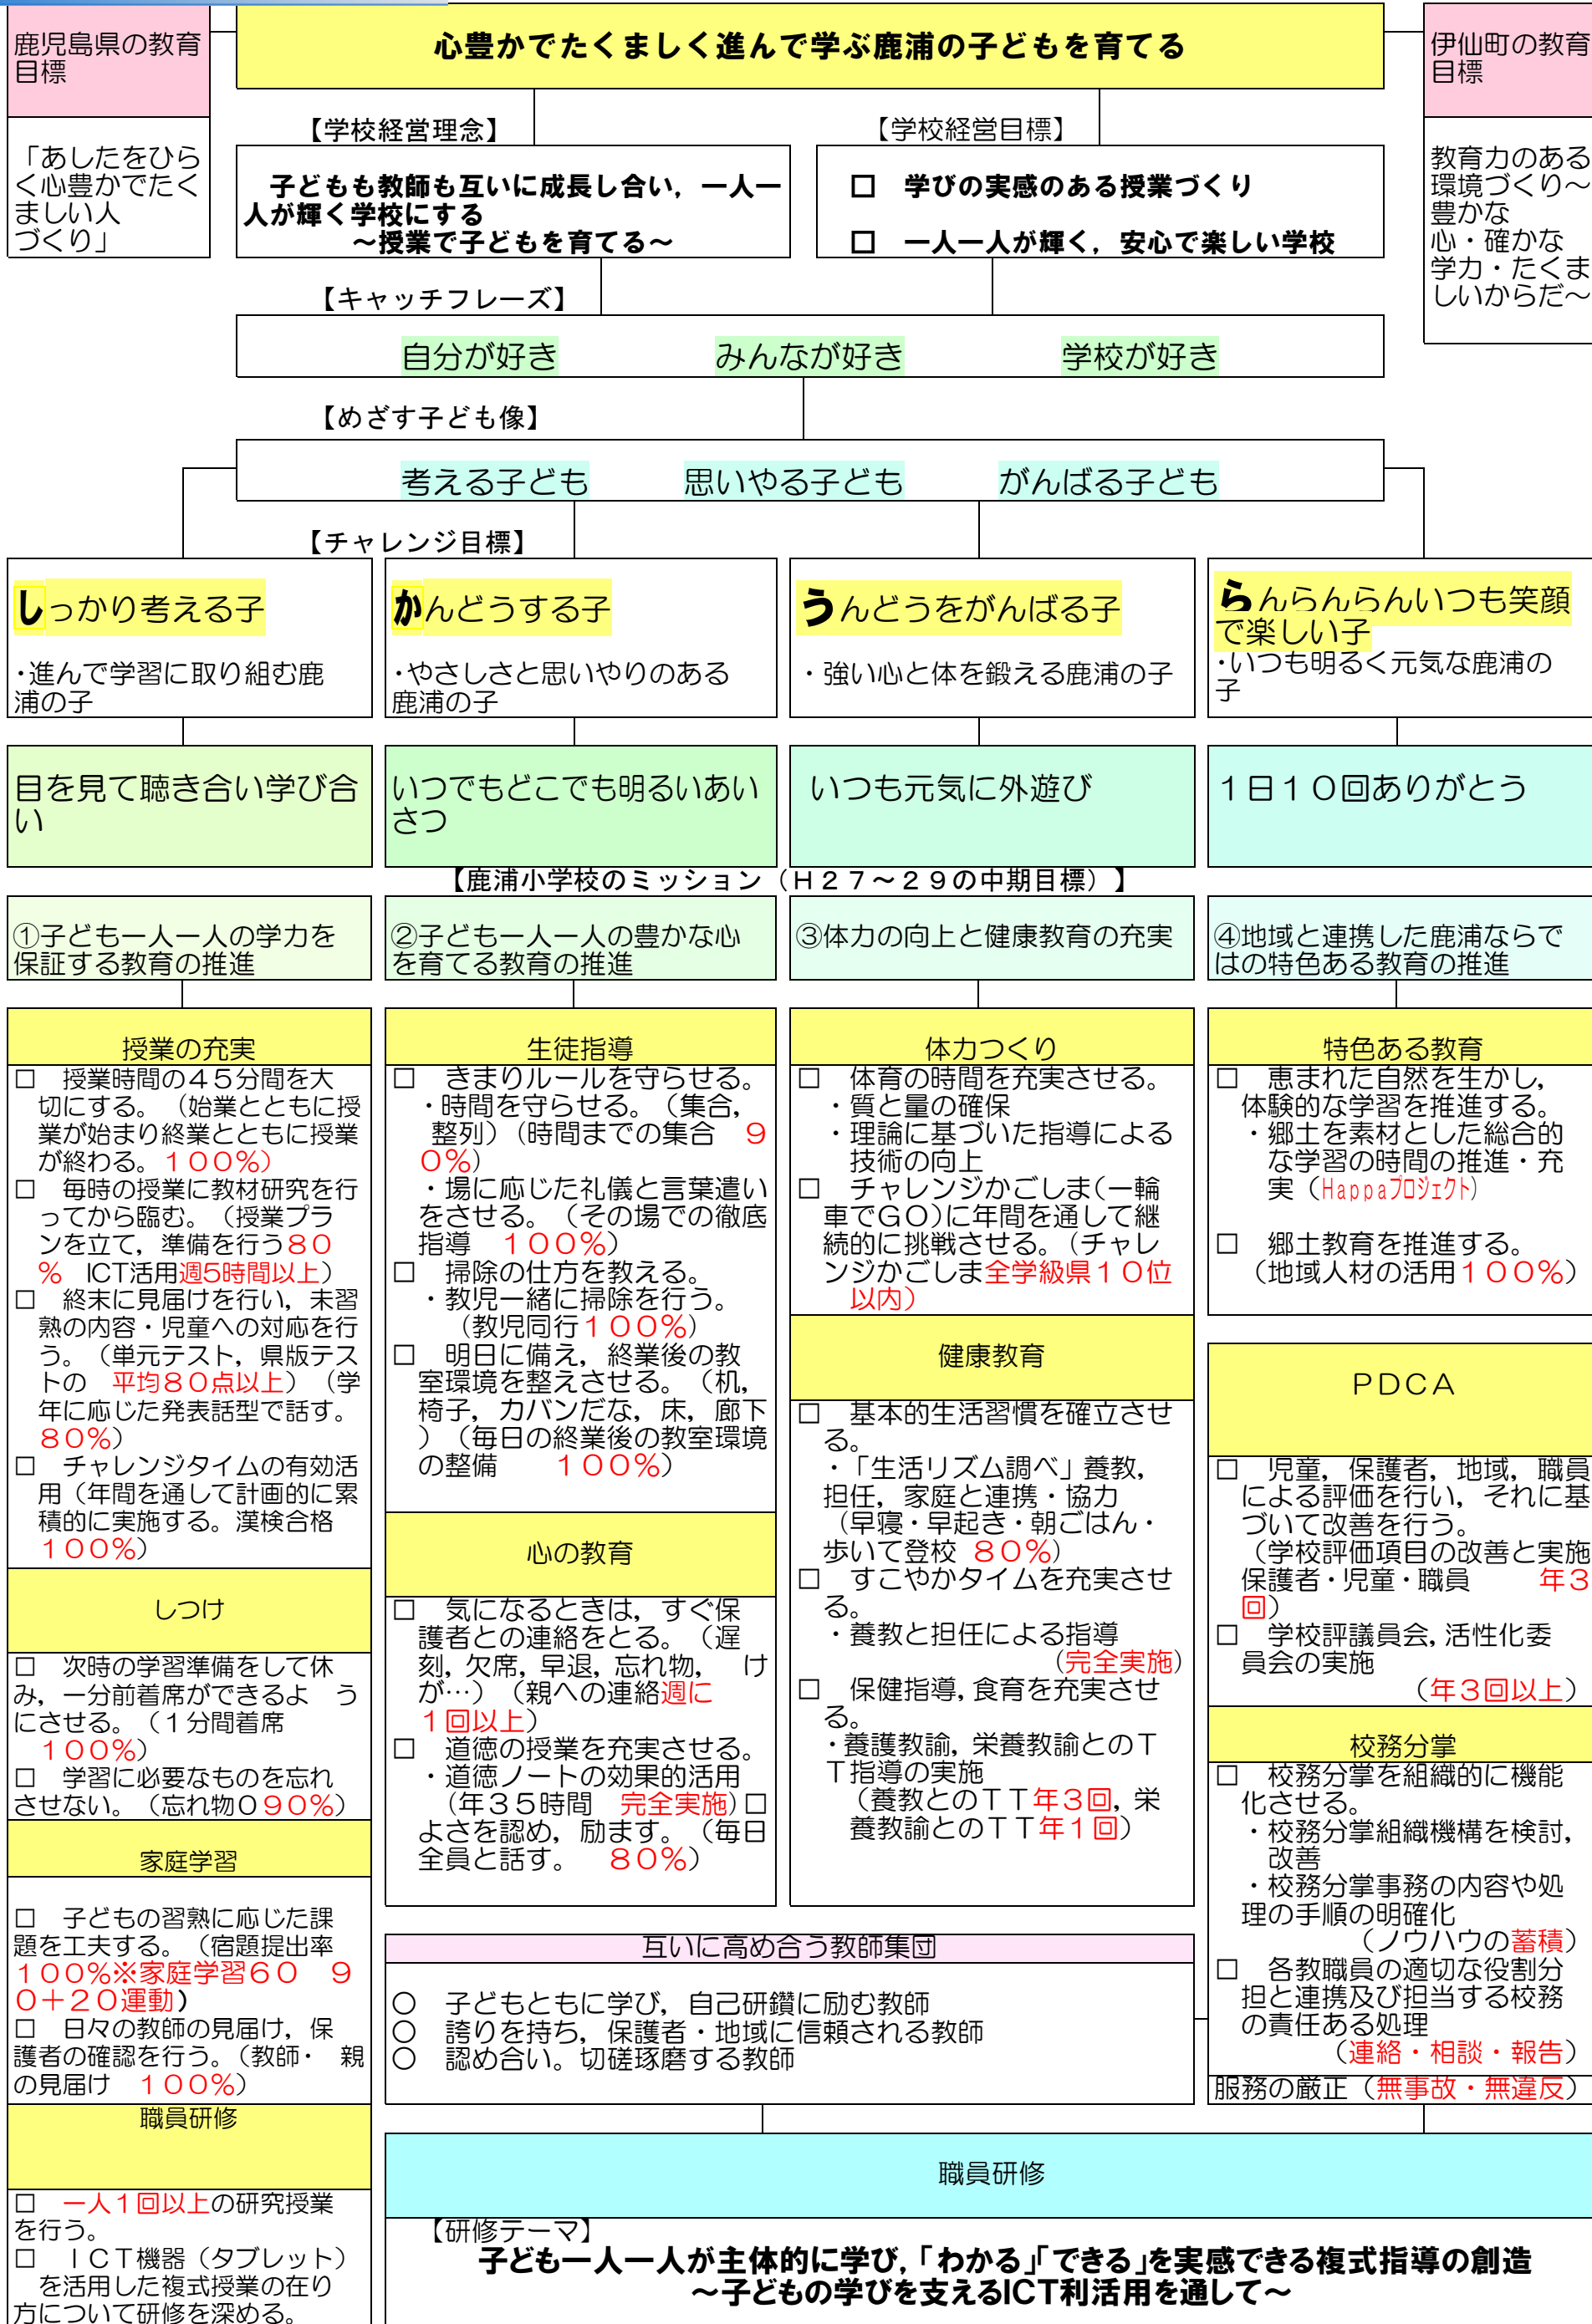 鹿児島県の教育
目標
「あしたをひら
く心豊かでたく
ましい人
づくり」
心豊かでたくましく進んで学ぶ鹿浦の子どもを育てる
伊仙町の教育
目標
教育力のある
環境づくり～
豊かな
心・確かな
学力・たくま
しいからだ～
【学校経営理念】
子どもも教師も互いに成長し合い，一人一
人が輝く学校にする
～授業で子どもを育てる～
【学校経営目標】
□　学びの実感のある授業づくり
□　一人一人が輝く，安心で楽しい学校
【キャッチフレーズ】
自分が好き　みんなが好き　学校が好き
【めざす子ども像】
考える子ども　思いやる子ども　がんばる子ども
【チャレンジ目標】
しっかり考える子
・進んで学習に取り組む鹿
浦の子
かんどうする子
・やさしさと思いやりのある
鹿浦の子
うんどうをがんばる子
・強い心と体を鍛える鹿浦の子
らんらんらんいつも笑顔
で楽しい子
・いつも明るく元気な鹿浦の
子
目を見て聴き合い学び合
い
いつでもどこでも明るいあい
さつ
いつも元気に外遊び
１日１０回ありがとう
【鹿浦小学校のミッション（Ｈ２７～２９の中期目標）】
①子ども一人一人の学力を
保証する教育の推進
②子ども一人一人の豊かな心
を育てる教育の推進
③体力の向上と健康教育の充実
④地域と連携した鹿浦ならで
はの特色ある教育の推進
授業の充実
□　授業時間の４５分間を大
切にする。（始業とともに授
業が始まり終業とともに授業
が終わる。１００％）
□　毎時の授業に教材研究を行
ってから臨む。（授業プラ
ンを立て，準備を行う８０
％　ICT活用週5時間以上）
□　終末に見届けを行い，未習
熟の内容・児童への対応を行
う。（単元テスト，県版テス
トの　平均８０点以上）（学
年に応じた発表話型で話す。
８０％）
□　チャレンジタイムの有効活
用（年間を通して計画的に累
積的に実施する。漢検合格
１００％）
しつけ
□　次時の学習準備をして休
み，一分前着席ができるよ　う
にさせる。（１分間着席
１００％）
□　学習に必要なものを忘れ
させない。（忘れ物０９０％）
家庭学習
□　子どもの習熟に応じた課
題を工夫する。（宿題提出率
１００％※家庭学習６０　９
０＋２０運動）
□　日々の教師の見届け，保
護者の確認を行う。（教師・　親
の見届け　１００％）
職員研修
□　一人１回以上の研究授業
を行う。
□　ＩＣＴ機器（タブレット）
を活用した複式授業の在り
方について研修を深める。
生徒指導
□　きまりルールを守らせる。
・時間を守らせる。（集合，
整列）（時間までの集合　９
０％）
・場に応じた礼儀と言葉遣い
をさせる。（その場での徹底
指導　１００％）
□　掃除の仕方を教える。
・教児一緒に掃除を行う。
（教児同行１００％）
□　明日に備え，終業後の教
室環境を整えさせる。（机，
椅子，カバンだな，床，廊下
）（毎日の終業後の教室環境
の整備　　１００％）
心の教育
□　気になるときは，すぐ保
護者との連絡をとる。（遅
刻，欠席，早退，忘れ物，　け
が…）（親への連絡週に
１回以上）
□　道徳の授業を充実させる。
・道徳ノートの効果的活用
（年３５時間　完全実施）□
よさを認め，励ます。（毎日
全員と話す。　８０％）
体力つくり
□　体育の時間を充実させる。
・質と量の確保
・理論に基づいた指導による
技術の向上
□　チャレンジかごしま（一輪
車でＧＯ）に年間を通して継
続的に挑戦させる。（チャレ
ンジかごしま全学級県１０位
以内）
健康教育
□　基本的生活習慣を確立させ
る。
・「生活リズム調べ」養教，
担任，家庭と連携・協力
（早寝・早起き・朝ごはん・
歩いて登校 ８０％）
□　すこやかタイムを充実させ
る。
・養教と担任による指導
（完全実施）
□　保健指導，食育を充実させ
る。
・養護教諭，栄養教諭とのＴ
Ｔ指導の実施
（養教とのＴＴ年３回，栄
養教諭とのＴＴ年１回）
特色ある教育
□　恵まれた自然を生かし，
体験的な学習を推進する。
・郷土を素材とした総合的
な学習の時間の推進・充
実（Happaプロジェクト）
□　郷土教育を推進する。
（地域人材の活用１００％）
ＰＤＣＡ
□　児童，保護者，地域，職員
による評価を行い，それに基
づいて改善を行う。
（学校評価項目の改善と実施
保護者・児童・職員　　年３
回）
□　学校評議員会，活性化委
員会の実施
（年３回以上）
校務分掌
□　校務分掌を組織的に機能
化させる。
・校務分掌組織機構を検討，
改善
・校務分掌事務の内容や処
理の手順の明確化
（ノウハウの蓄積）
□　各教職員の適切な役割分
担と連携及び担当する校務
の責任ある処理
（連絡・相談・報告）
服務の厳正（無事故・無違反）
互いに高め合う教師集団
○　子どもともに学び，自己研鑽に励む教師
○　誇りを持ち，保護者・地域に信頼される教師
○　認め合い。切磋琢磨する教師
職員研修
【研修テーマ】
子ども一人一人が主体的に学び，「わかる」「できる」を実感できる複式指導の創造
～子どもの学びを支えるICT利活用を通して～